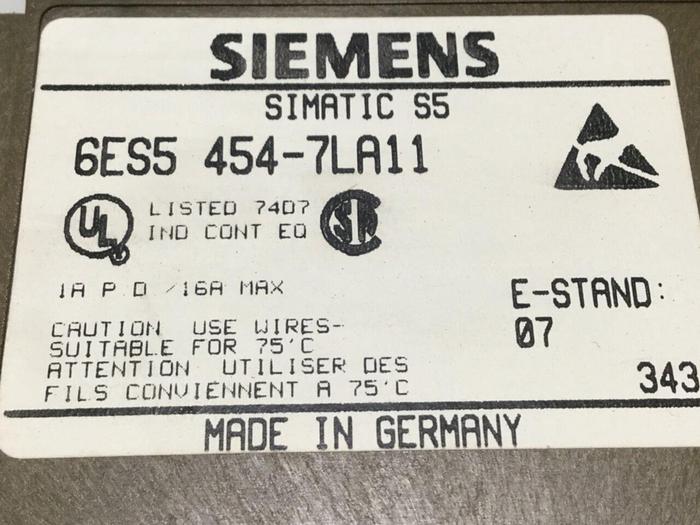 SIEMENS
SIMATIC S5
6ES5 454-7LA11
UL LISTED 74D7
IND CONT EQ
1A P.D /16A MAX
E-STAND:
07
CAUTION USE WIRES-
SUITABLE FOR 75'C
ATTENTION UTILISER DES
FILS CONVIENNENT A 75'C
343
MADE IN GERMANY